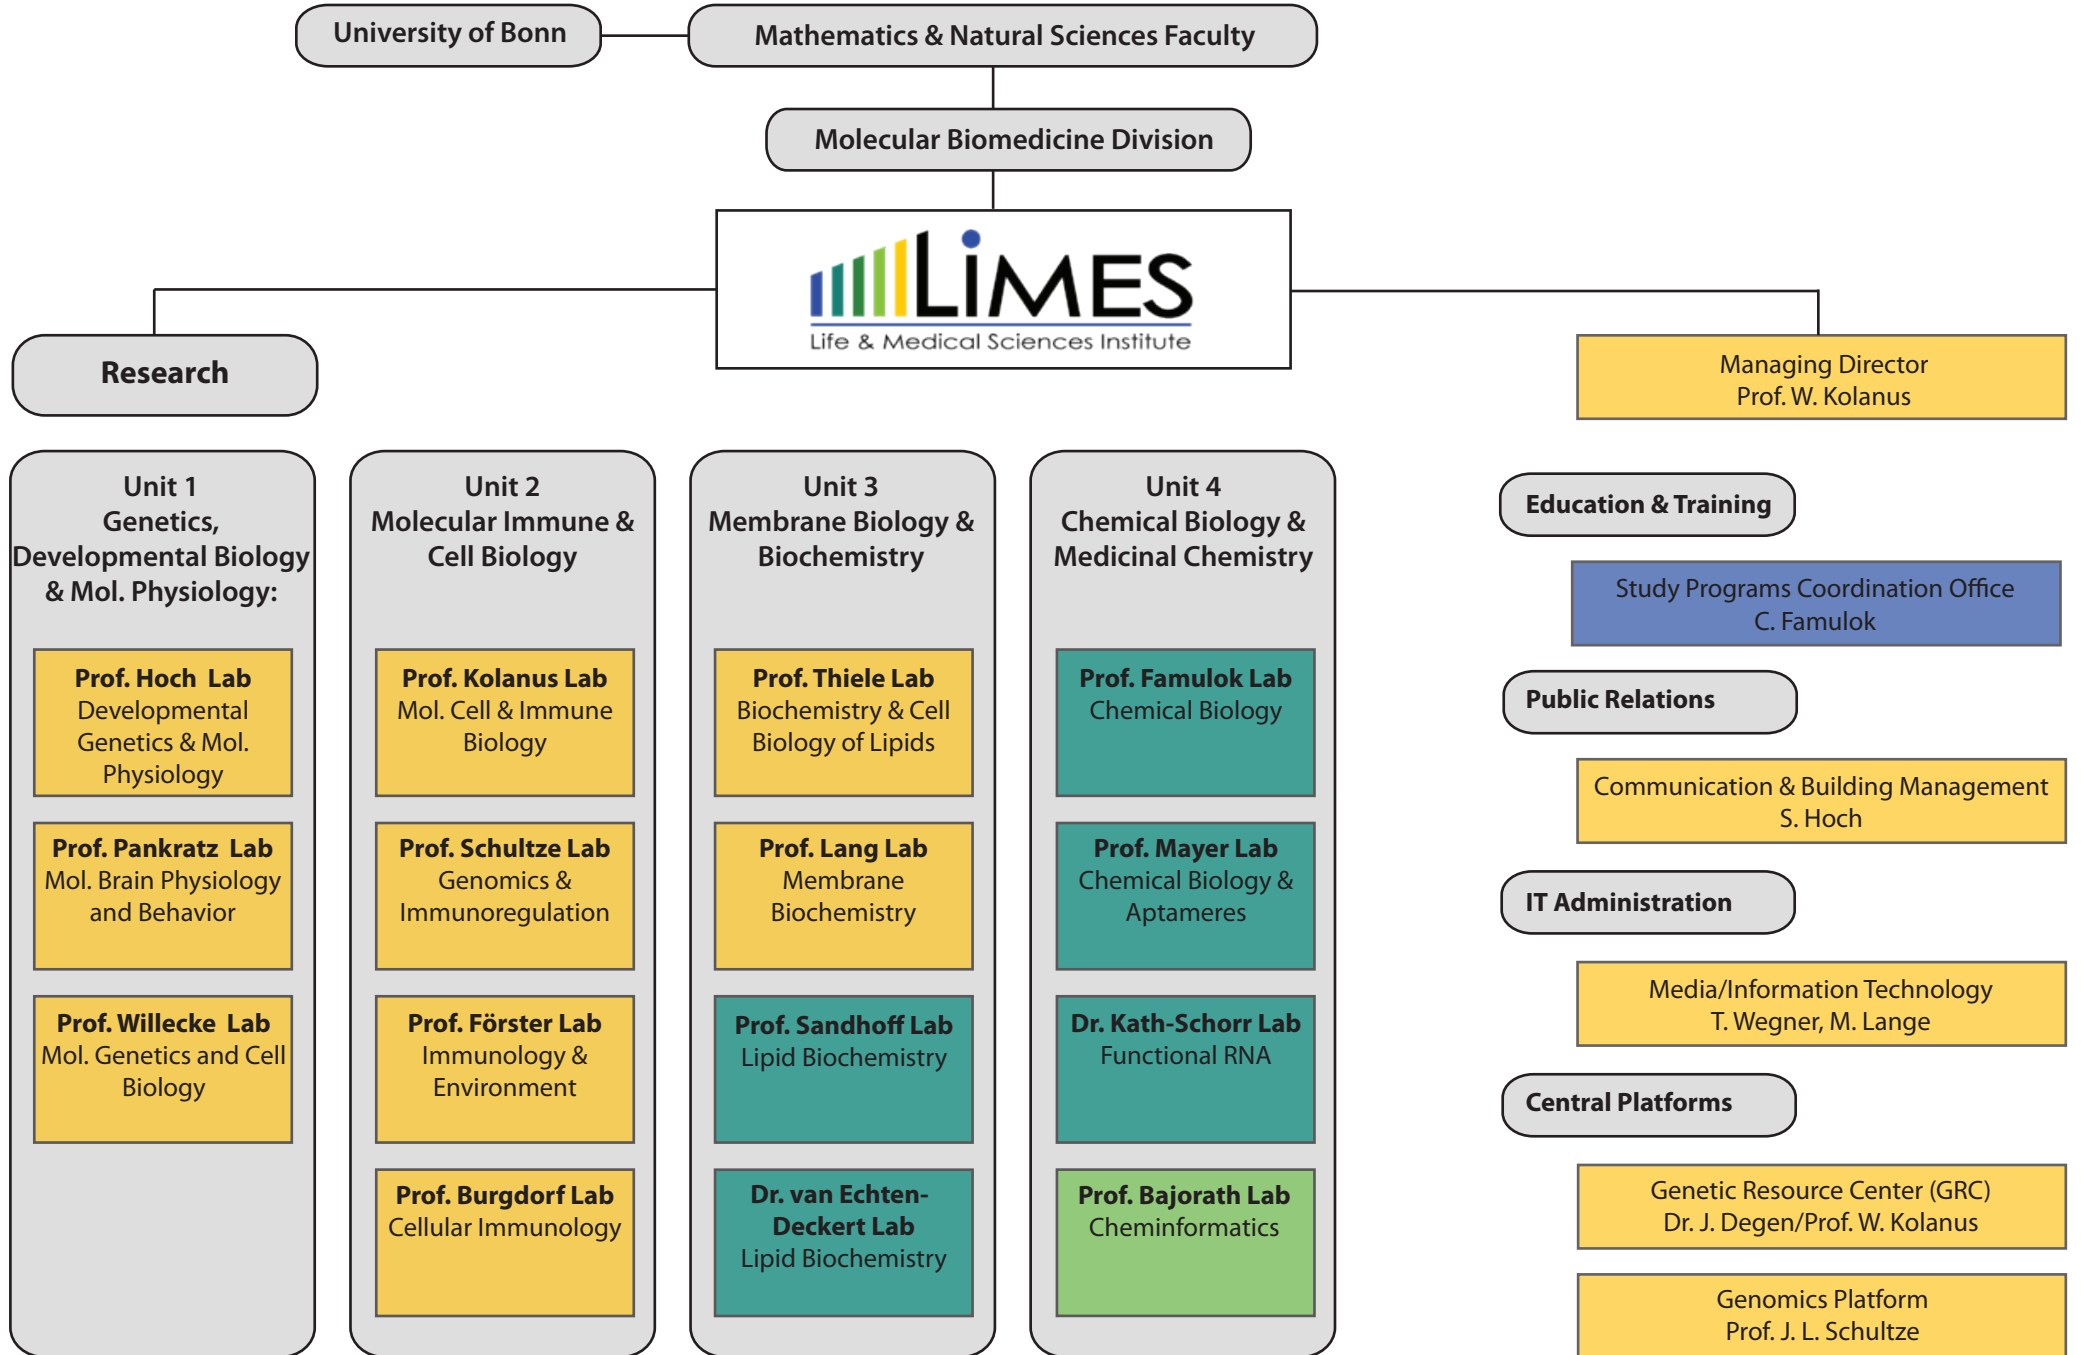 University of Bonn
Mathematics & Natural Sciences Faculty
Molecular Biomedicine Division
LiMES
Life & Medical Sciences Institute
Research
Managing Director
Prof. W. Kolanus
Unit 1
Genetics,
Developmental Biology
& Mol. Physiology:
Prof. Hoch Lab
Developmental
Genetics & Mol.
Physiology
Prof. Pankratz Lab
Mol. Brain Physiology
and Behavior
Prof. Willecke Lab
Mol. Genetics and Cell
Biology
Unit 2
Molecular Immune &
Cell Biology
Prof. Kolanus Lab
Mol. Cell & Immune
Biology
Prof. Schultze Lab
Genomics &
Immunoregulation
Prof. Förster Lab
Immunology &
Environment
Prof. Burgdorf Lab
Cellular Immunology
Unit 3
Membrane Biology &
Biochemistry
Prof. Thiele Lab
Biochemistry & Cell
Biology of Lipids
Prof. Lang Lab
Membrane
Biochemistry
Prof. Sandhoff Lab
Lipid Biochemistry
Dr. van Echten-
Deckert Lab
Lipid Biochemistry
Unit 4
Chemical Biology &
Medicinal Chemistry
Prof. Famulok Lab
Chemical Biology
Prof. Mayer Lab
Chemical Biology &
Aptameres
Dr. Kath-Schorr Lab
Functional RNA
Prof. Bajorath Lab
Cheminformatics
Education & Training
Study Programs Coordination Office
C. Famulok
Public Relations
Communication & Building Management
S. Hoch
IT Administration
Media/Information Technology
T. Wegner, M. Lange
Central Platforms
Genetic Resource Center (GRC)
Dr. J. Degen/Prof. W. Kolanus
Genomics Platform
Prof. J. L. Schultze